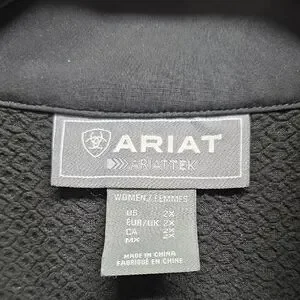 ARIAT
ARIATTEK
WOMEN / FEMMES
US 2X
EUR/UK 2X
CA 2X
MX 2X
MADE IN CHINA
FABRIQUÉ EN CHINE